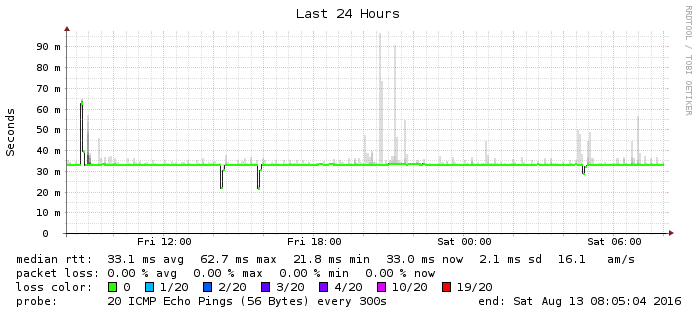 Last 24 Hours
RRDTOOL / TOBI OETIKER
Seconds
90 m
80 m
70 m
60 m
50 m
40 m
30 m
20 m
10 m
0
Fri 12:00 Fri 18:00 Sat 00:00 Sat 06:00
median rtt: 33.1 ms avg 62.7 ms max 21.8 ms min 33.0 ms now 2.1 ms sd 16.1 am/s
packet loss: 0.00 % avg 0.00 % max 0.00 % min 0.00 % now
loss color: 0 1/20 2/20 3/20 4/20 10/20 19/20
probe: 20 ICMP Echo Pings (56 Bytes) every 300s end: Sat Aug 13 08:05:04 2016